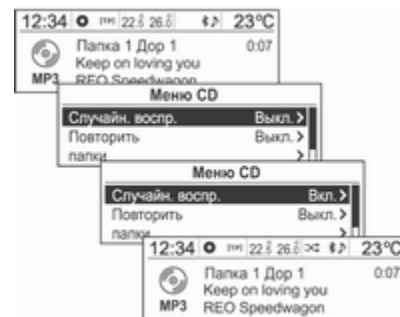 12:34 22.5 26.0 23°C
Папка 1 Дор 1 0:07
Keep on loving you
MP3 REO Speedwagon
Меню CD
Случайн. воспр. Выкл.
Повторить Выкл.
папки
Меню CD
Случайн. воспр. Вкл.
Повторить Выкл.
папки
12:34 22.5 26.0 23°C
Папка 1 Дор 1 0:07
Keep on loving you
MP3 REO Speedwagon